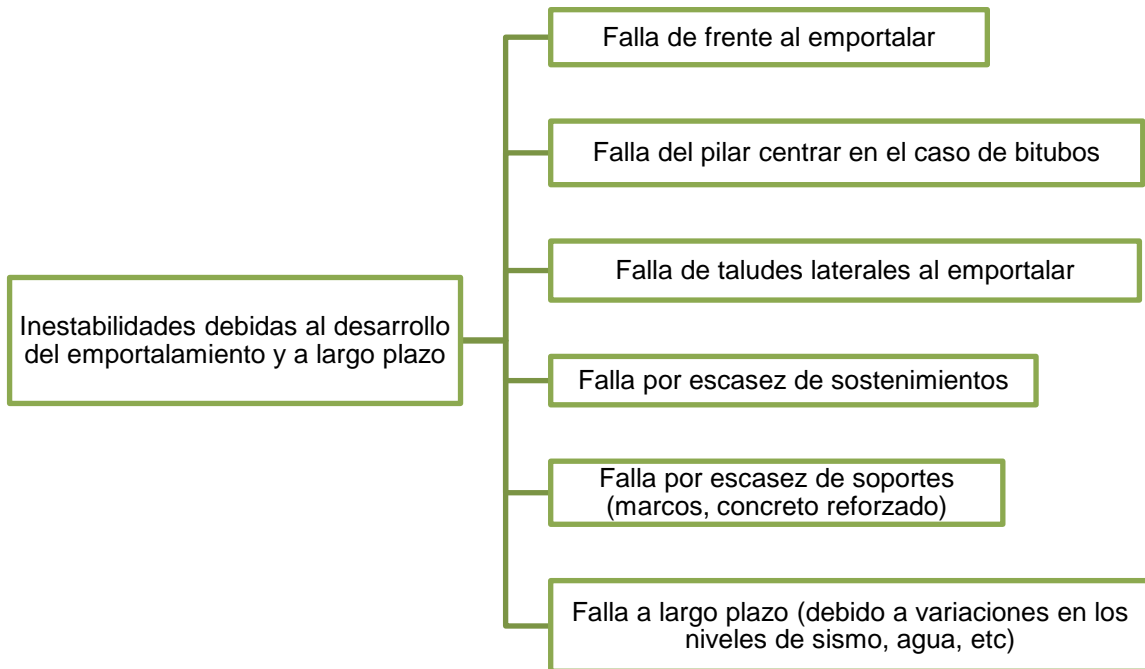 Falla de frente al emportalar
Falla del pilar centrar en el caso de bitubos
Falla de taludes laterales al emportalar
Inestabilidades debidas al desarrollo
del emportalamiento y a largo plazo
Falla por escasez de sostenimientos
Falla por escasez de soportes
(marcos, concreto reforzado)
Falla a largo plazo (debido a variaciones en los
niveles de sismo, agua, etc)